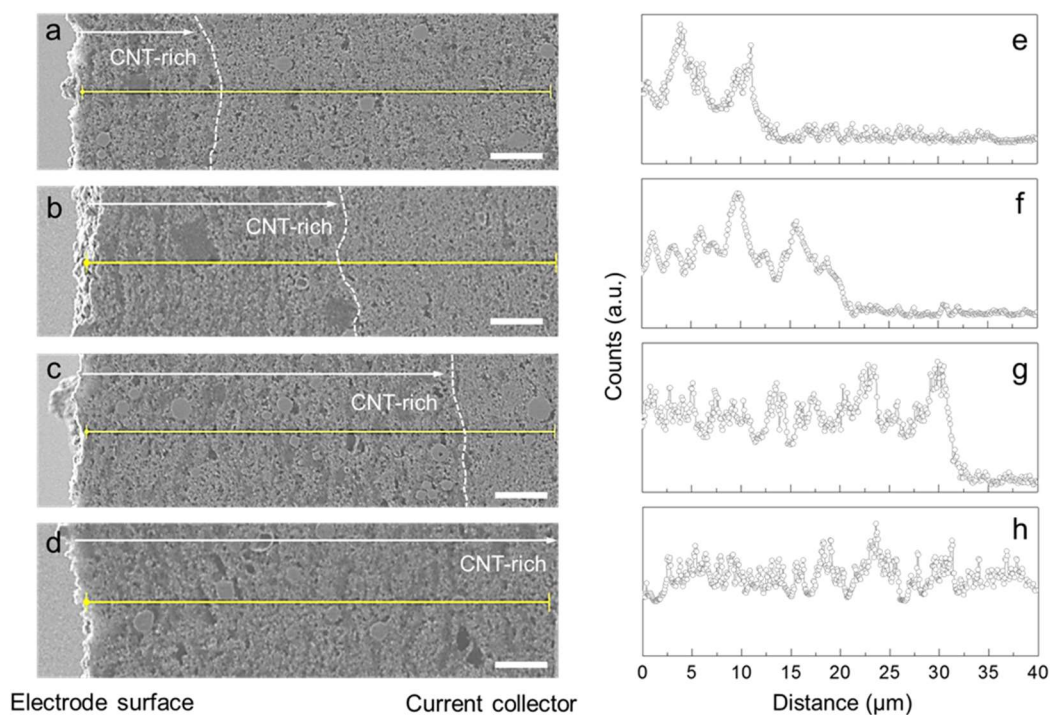 a
CNT-rich
b
CNT-rich
c
CNT-rich
d
CNT-rich
Electrode surface
Current collector
e
f
g
h
Counts (a.u.)
0 5 10 15 20 25 30 35 40
Distance (μm)